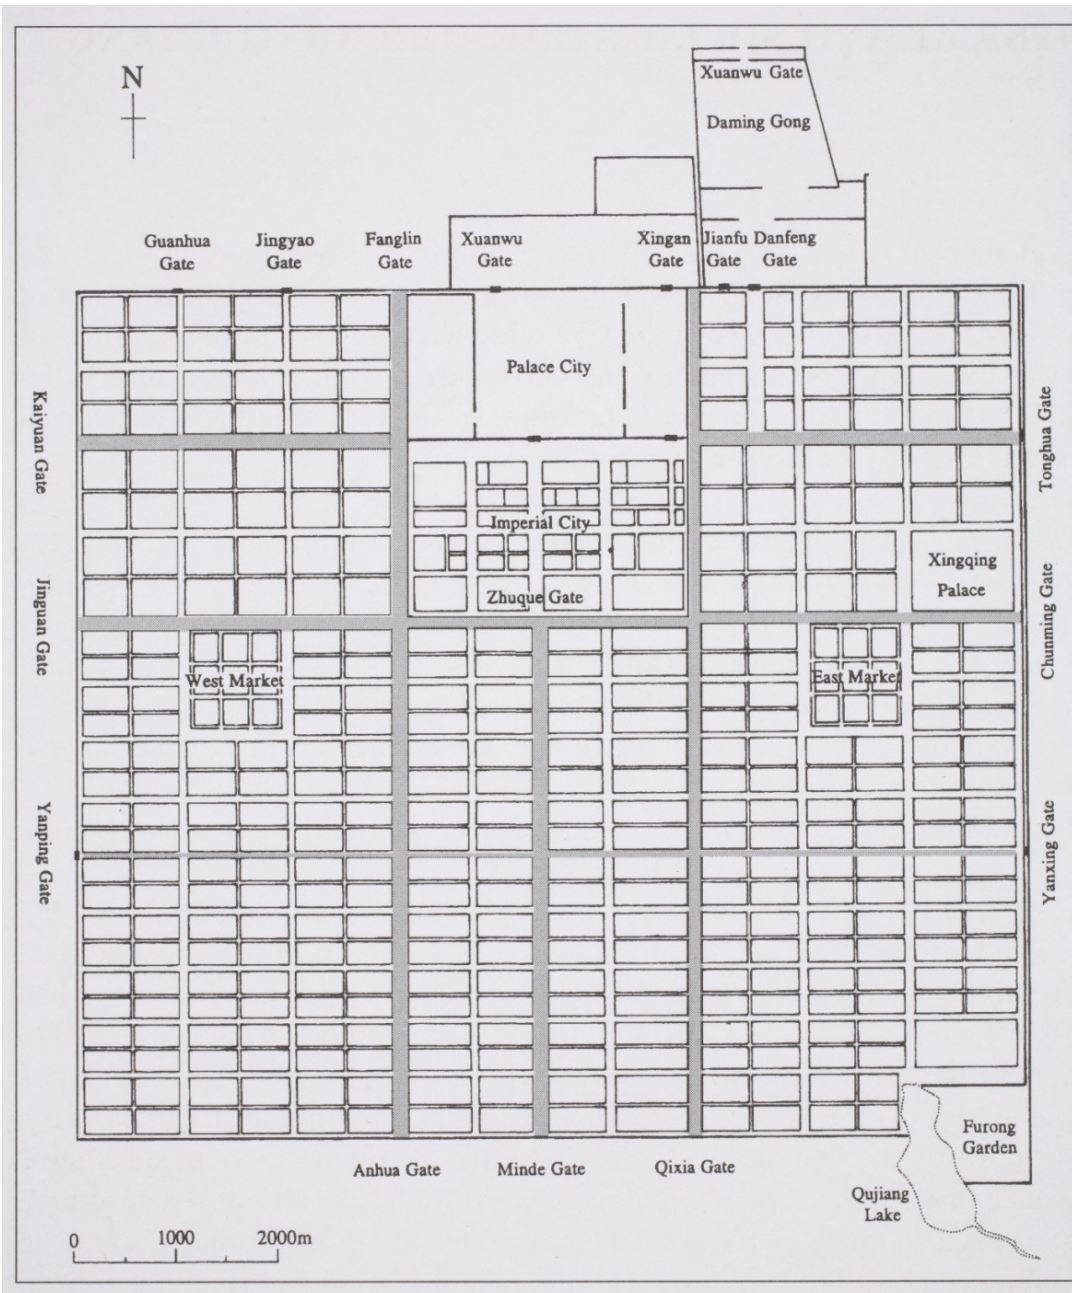 N
Xuanwu Gate
Daming Gong
Guanhua
Gate
Jingyao
Gate
Fanglin
Gate
Xuanwu
Gate
Xingan
Gate
Jianfu
Gate
Danfeng
Gate
Palace City
Kaiyuan Gate
Tonghua Gate
Imperial City
Xingqing
Palace
Zhuque Gate
Jinguan Gate
Chunming Gate
West Market
East Market
Yanping Gate
Yanxing Gate
Furong
Garden
Anhua Gate
Minde Gate
Qixia Gate
Qujiang
Lake
0 1000 2000m